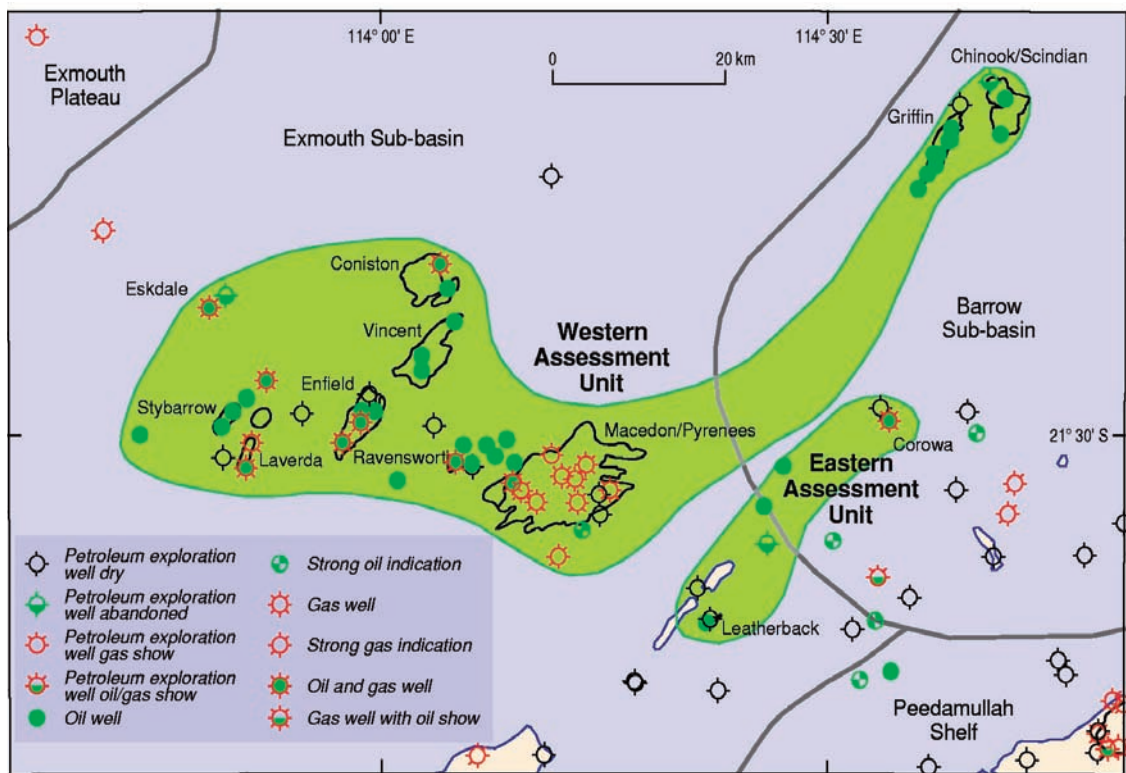 114° 00' E
114° 30' E
0
20 km
Chinook/Scindian
Exmouth
Plateau
Griffin
Exmouth Sub-basin
Coniston
Eskdale
Vincent
Western
Assessment
Unit
Barrow
Sub-basin
Enfield
Stybarrow
Macedon/Pyrenees
Laverda
Ravensworth
Corowa
21° 30' S
Eastern
Assessment
Unit
Leatherback
Peedamullah
Shelf
Petroleum exploration
well dry
Petroleum exploration
well abandoned
Petroleum exploration
well gas show
Petroleum exploration
well oil/gas show
Oil well
Strong oil indication
Gas well
Strong gas indication
Oil and gas well
Gas well with oil show